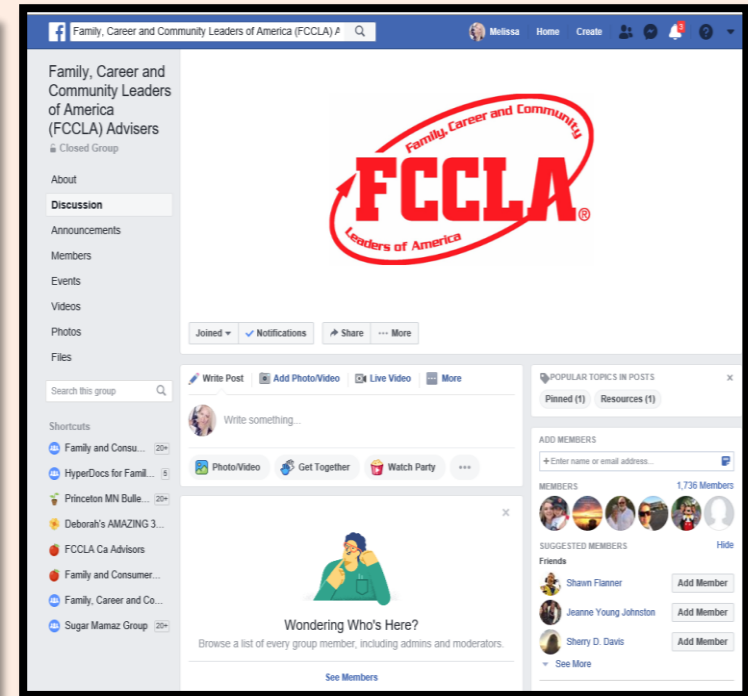 Family, Career and Community Leaders of America (FCCLA) A
Melissa
Home
Create
3
Family, Career and
Community Leaders
of America
(FCCLA) Advisers
Closed Group
About
Discussion
Announcements
Members
Events
Videos
Photos
Files
Search this group
Shortcuts
Family and Consu... 20+
HyperDocs for Famil... 5
Princeton MN Bulle... 20+
Deborah's AMAZING 3...
FCCLA Ca Advisors
Family and Consumer...
Family, Career and Co...
Sugar Mamaz Group 20+
Family, Career and Community
FCCLA®
Leaders of America
Joined
Notifications
Share
More
Write Post
Add Photo/Video
Live Video
More
Write something...
Photo/Video
Get Together
Watch Party
Wondering Who's Here?
Browse a list of every group member, including admins and moderators.
See Members
POPULAR TOPICS IN POSTS
Pinned (1)
Resources (1)
ADD MEMBERS
+ Enter name or email address...
MEMBERS
1,736 Members
SUGGESTED MEMBERS
Hide
Friends
Shawn Flanner
Add Member
Jeanne Young Johnston
Add Member
Sherry D. Davis
Add Member
See More